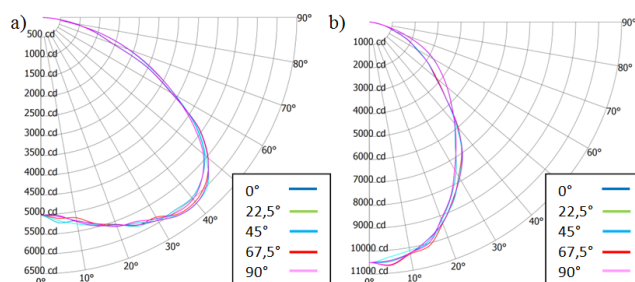 a)
90°
500 cd
1000 cd
1500 cd
2000 cd
2500 cd
3000 cd
3500 cd
4000 cd
4500 cd
5000 cd
5500 cd
6000 cd
6500 cd
0°
10°
20°
30°
40°
60°
70°
80°
0°
22,5°
45°
67,5°
90°
b)
90°
1000 cd
2000 cd
3000 cd
4000 cd
5000 cd
6000 cd
7000 cd
8000 cd
9000 cd
10000 cd
11000 cd
0°
10°
20°
30°
40°
60°
70°
80°
0°
22,5°
45°
67,5°
90°